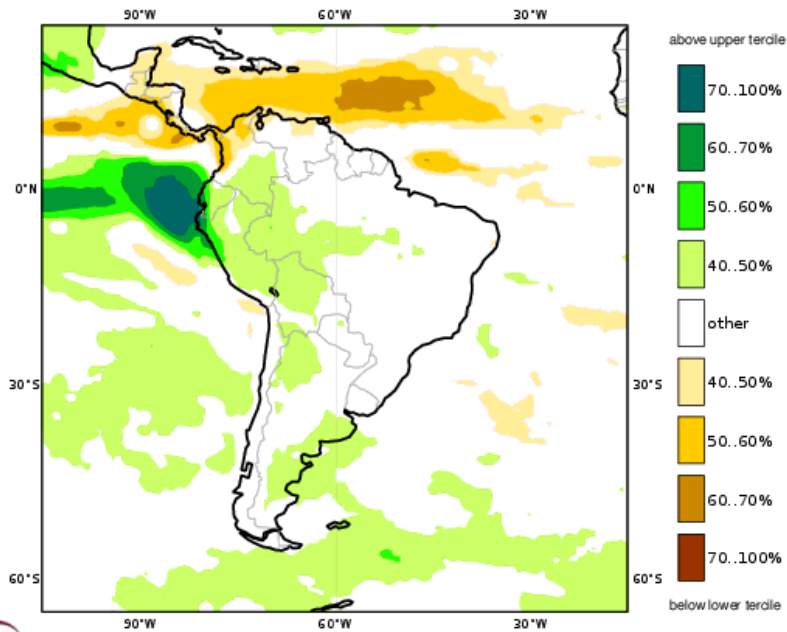 90°W 60°W 30°W
above upper tercile
70..100%
60..70%
0°N 0°N
50..60%
40..50%
other
30°S 30°S
40..50%
50..60%
60..70%
70..100%
60°S 60°S
below lower tercile
90°W 60°W 30°W